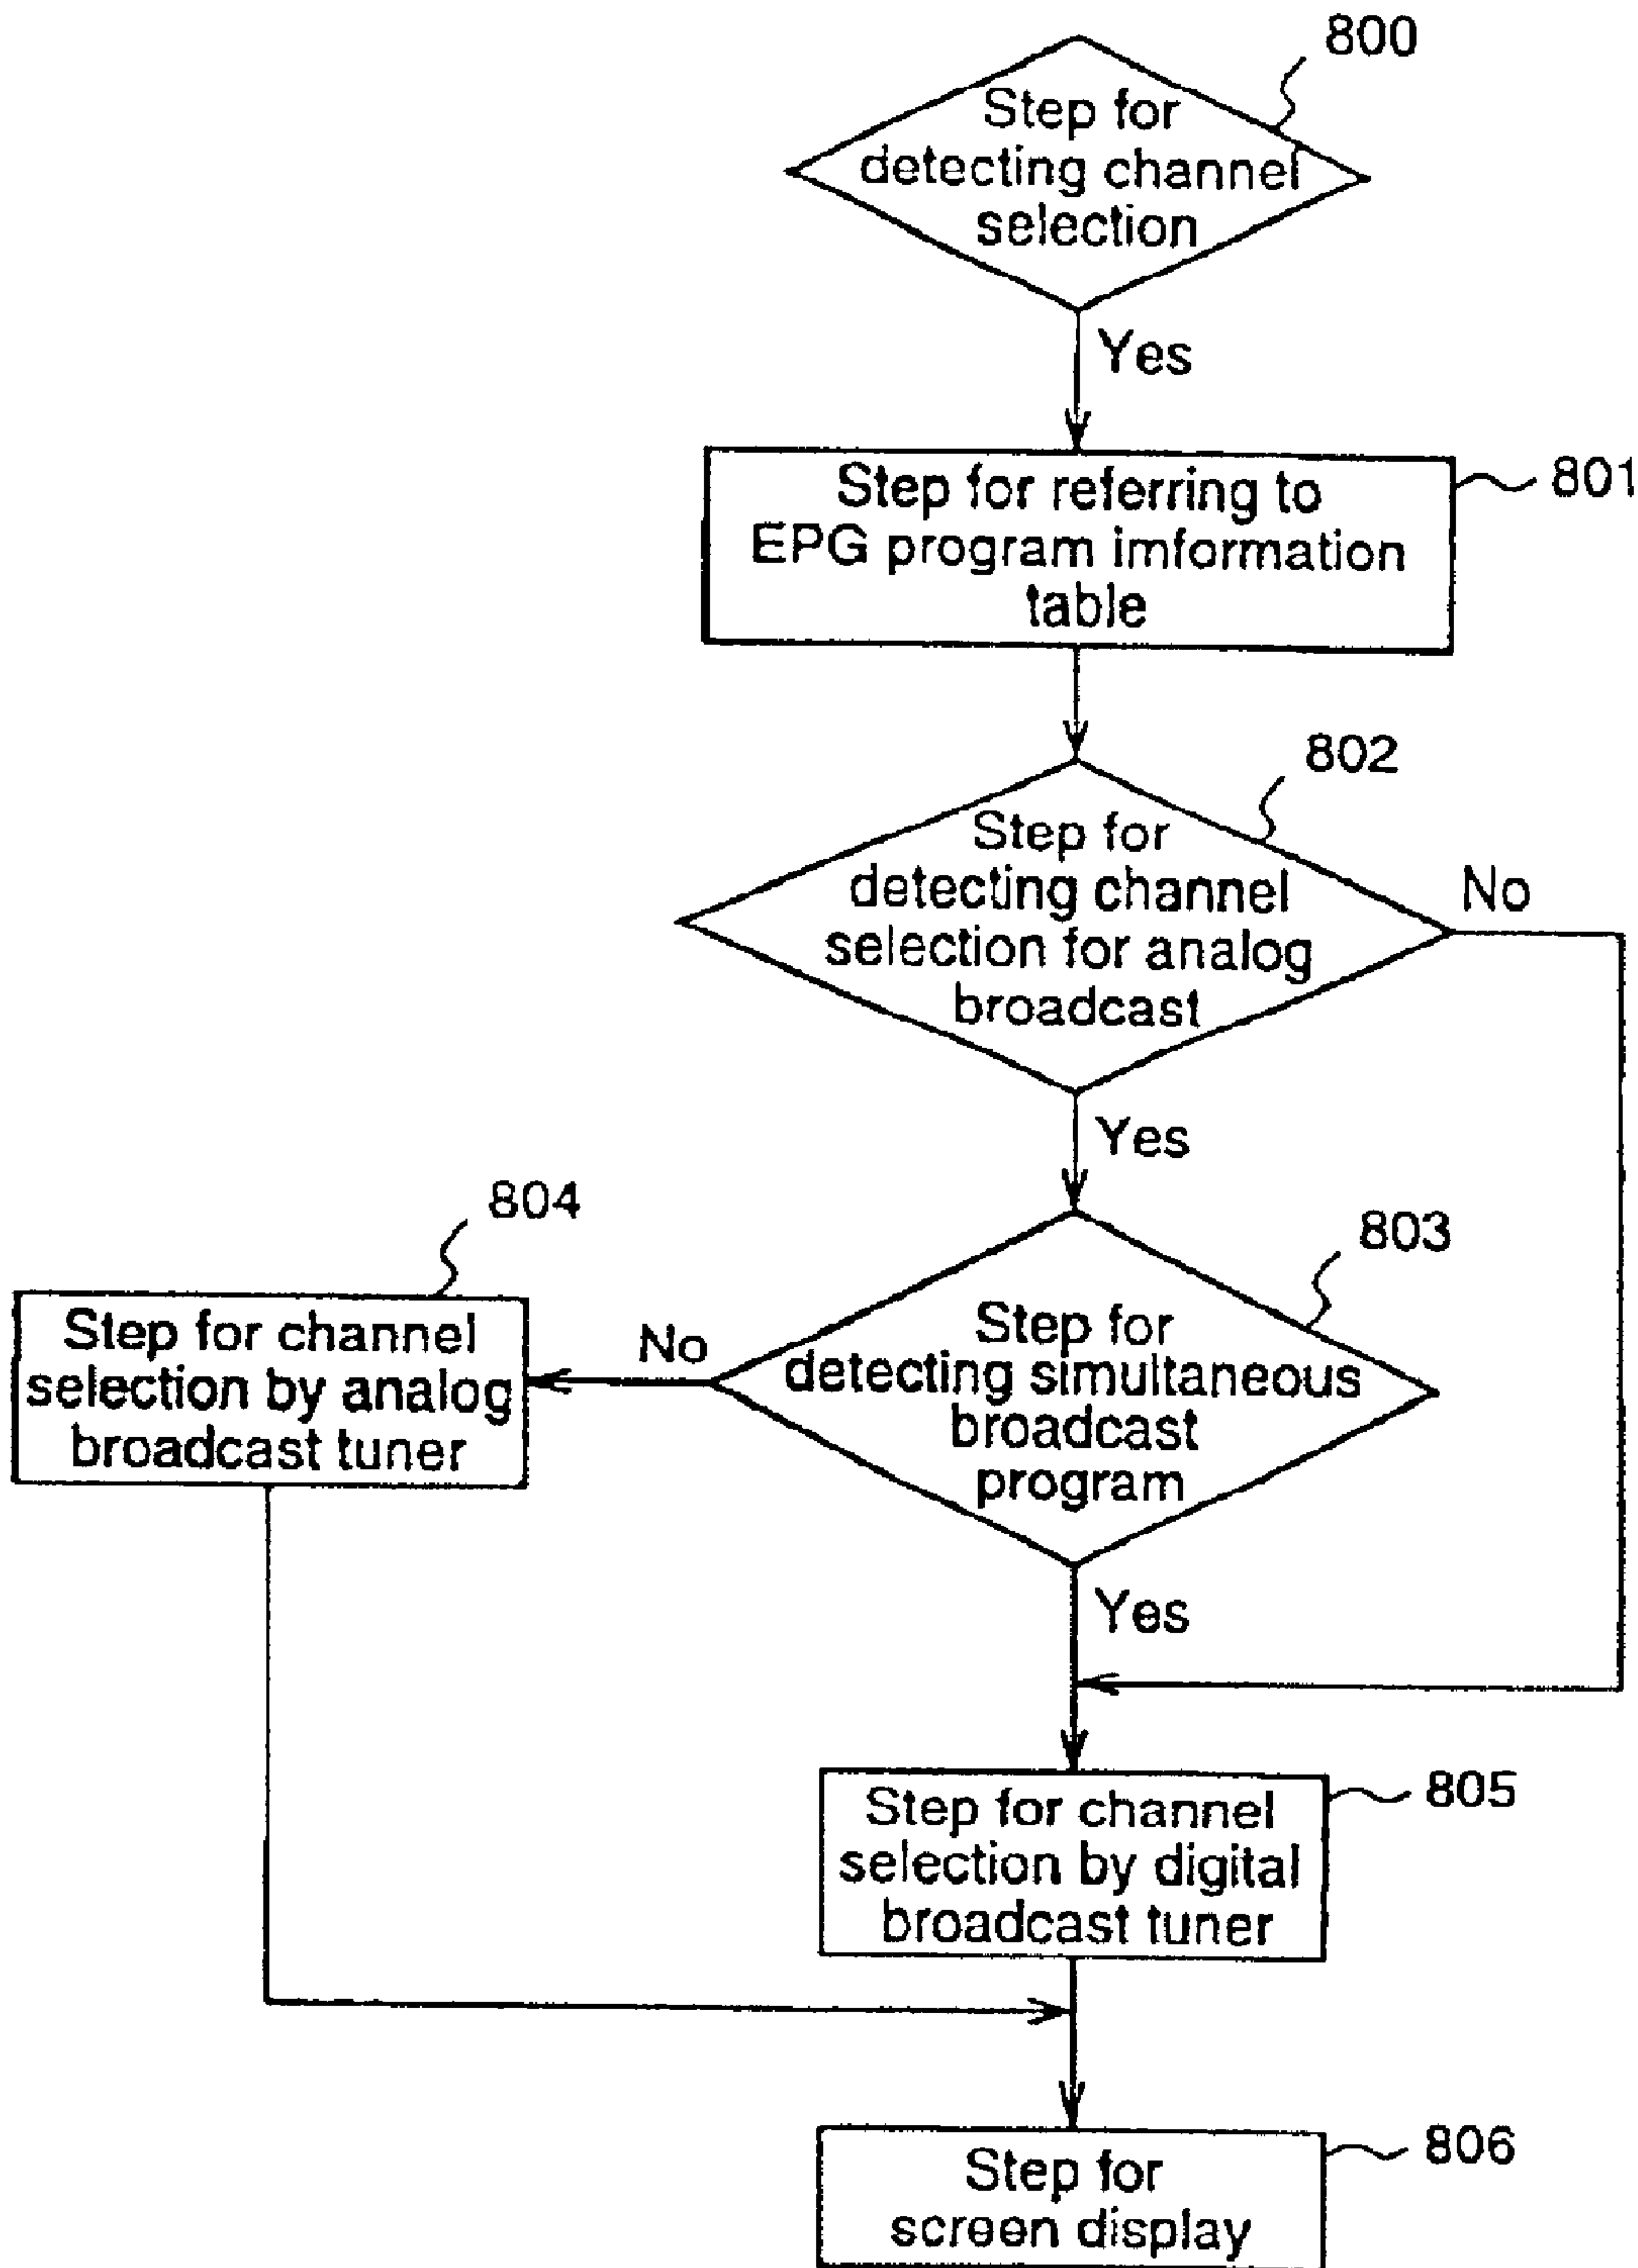 800
Step for
detecting channel
selection
Yes
801
Step for referring to
EPG program imformation
table
802
Step for
detecting channel
selection for analog
broadcast
No
Yes
804
803
Step for channel
selection by analog
broadcast tuner
No
Step for
detecting simultaneous
broadcast
program
Yes
805
Step for channel
selection by digital
broadcast tuner
806
Step for
screen display